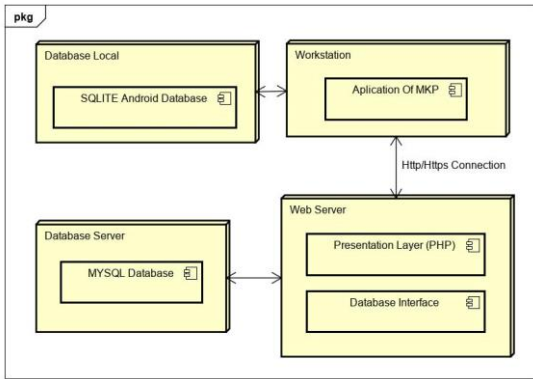 pkg
Database Local
SQLITE Android Database
Workstation
Aplication Of MKP
Http/Https Connection
Web Server
Presentation Layer (PHP)
Database Interface
Database Server
MYSQL Database